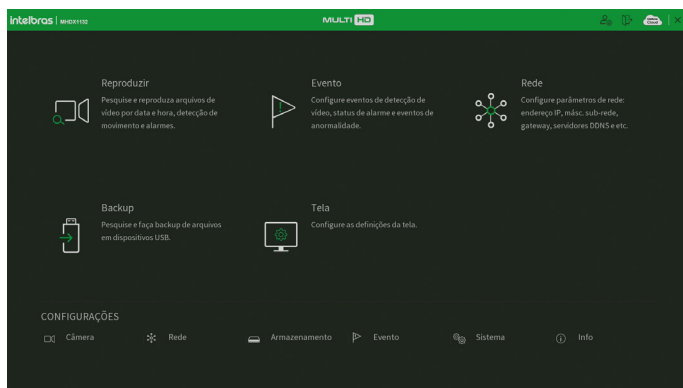 intelbras | MHDX1132
MULTI HD
Intelbras Cloud
Reproduzir
Pesquise e reproduza arquivos de
vídeo por data e hora, detecção de
movimento e alarmes.
Evento
Configure eventos de detecção de
vídeo, status de alarme e eventos de
anormalidade.
Rede
Configure parâmetros de rede:
endereço IP, másc. sub-rede,
gateway, servidores DDNS e etc.
Backup
Pesquise e faça backup de arquivos
em dispositivos USB.
Tela
Configure as definições da tela.
CONFIGURAÇÕES
Câmera Rede Armazenamento Evento Sistema Info